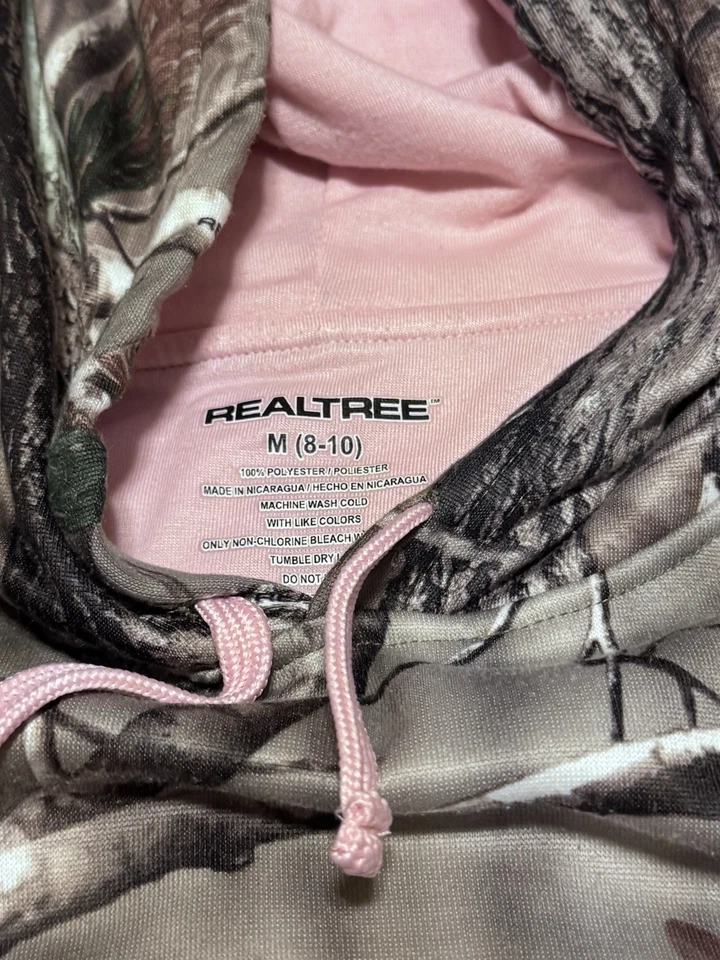 REALTREE™
M (8-10)
100% POLYESTER / POLIESTER
MADE IN NICARAGUA / HECHO EN NICARAGUA
MACHINE WASH COLD
WITH LIKE COLORS
ONLY NON-CHLORINE BLEACH
TUMBLE DRY
DO NOT